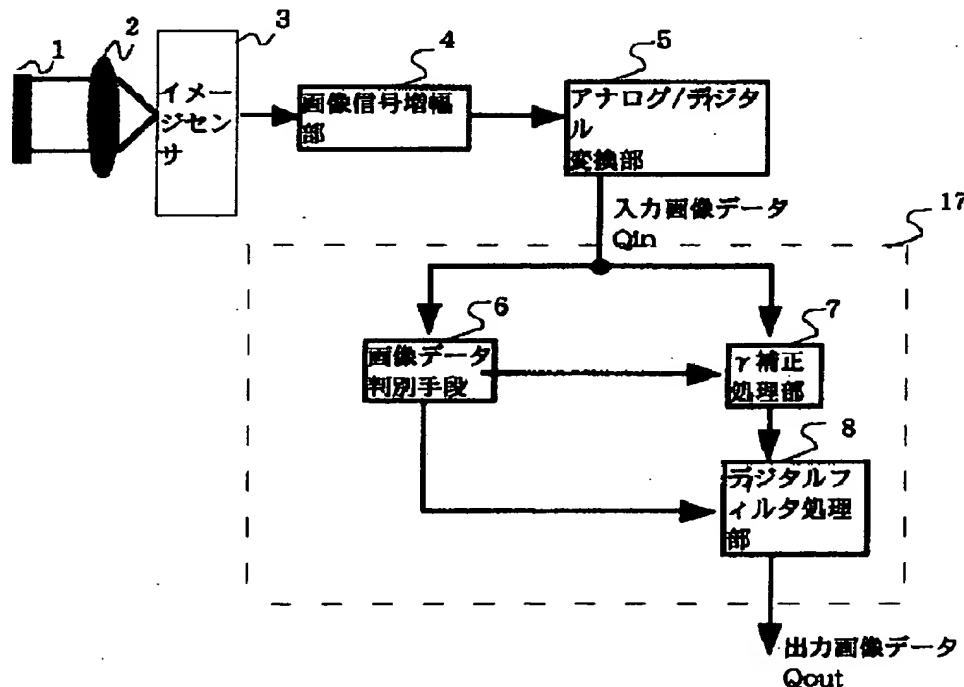 1
2
3
4
5
イメー
ジセン
サ
画像信号増幅
部
アナログ/ディジタ
ル
変換部
入力画像データ
Qin
17
6
7
画像データ
判別手段
γ補正
処理部
8
ディジタルフ
ィルタ処理
部
出力画像データ
Qout